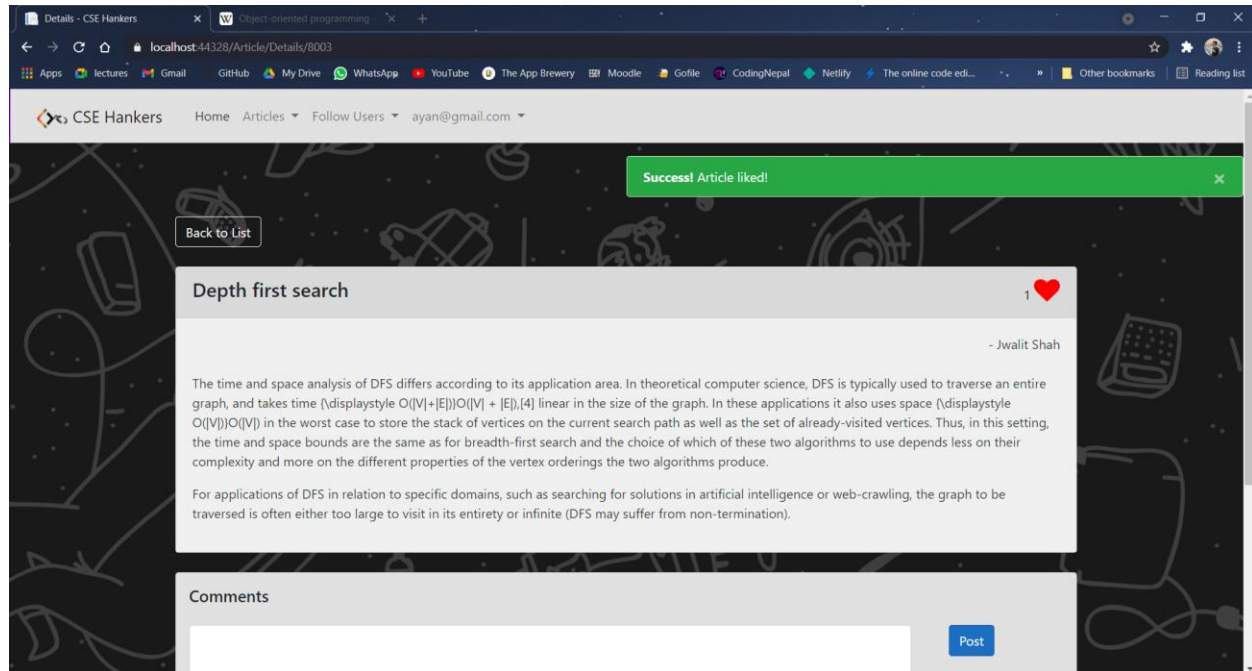 Details - CSE Hankers
Object-oriented programming -
localhost:44328/Article/Details/8003
Apps lectures Gmail GitHub My Drive WhatsApp YouTube The App Brewery Moodle Gofile CodingNepal Netlify The online code edi... » Other bookmarks Reading list
CSE Hankers Home Articles Follow Users ayan@gmail.com
Success! Article liked! ×
Back to List
Depth first search 1
- Jwalit Shah
The time and space analysis of DFS differs according to its application area. In theoretical computer science, DFS is typically used to traverse an entire
graph, and takes time {\displaystyle O(|V|+|E|)}O(|V| + |E|),[4] linear in the size of the graph. In these applications it also uses space {\displaystyle
O(|V|)}O(|V|) in the worst case to store the stack of vertices on the current search path as well as the set of already-visited vertices. Thus, in this setting,
the time and space bounds are the same as for breadth-first search and the choice of which of these two algorithms to use depends less on their
complexity and more on the different properties of the vertex orderings the two algorithms produce.
For applications of DFS in relation to specific domains, such as searching for solutions in artificial intelligence or web-crawling, the graph to be
traversed is often either too large to visit in its entirety or infinite (DFS may suffer from non-termination).
Comments
Post